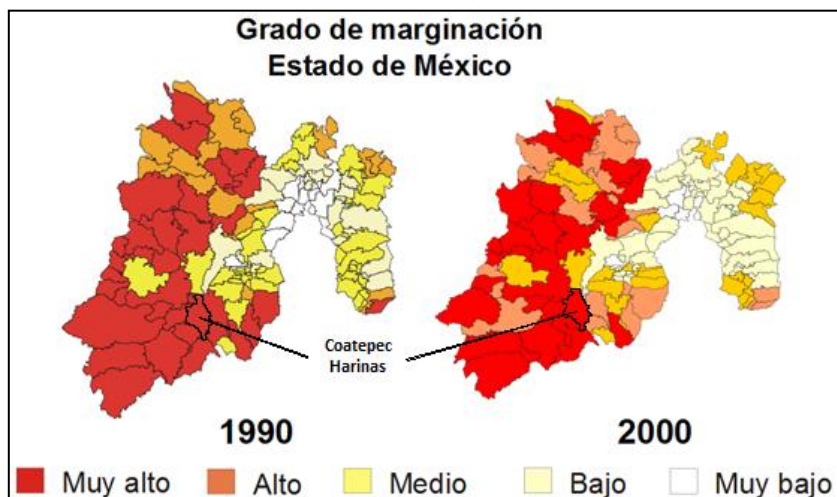 Grado de marginación
Estado de México
Coatepec
Harinas
1990
2000
Muy alto
Alto
Medio
Bajo
Muy bajo